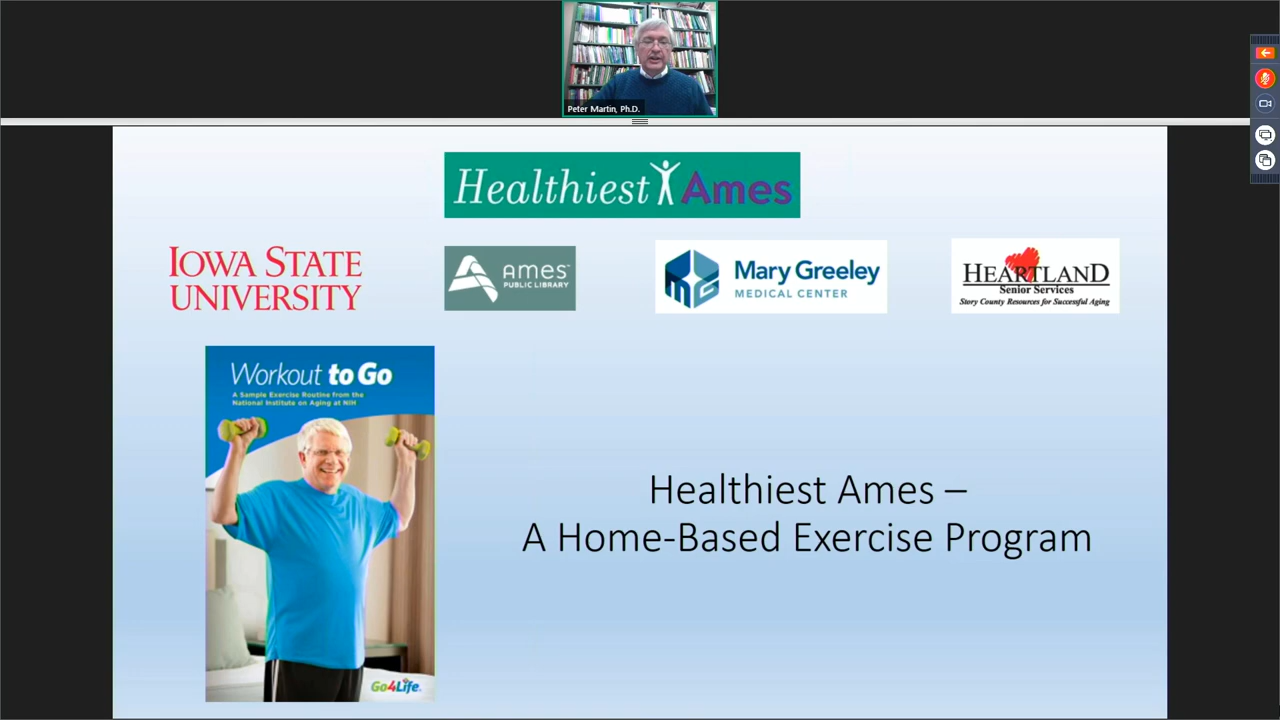 Peter Martin, Ph.D.
Healthiest Ames
IOWA STATE
UNIVERSITY
AMES™
PUBLIC LIBRARY
Mary Greeley
MEDICAL CENTER
HEARTLAND
Senior Services
Story County Resources for Successful Aging
Workout to Go
A Sample Exercise Routine from the
National Institute on Aging at NIH
Go4Life®
Healthiest Ames –
A Home-Based Exercise Program